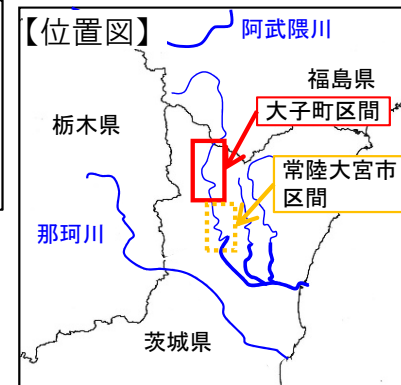 【位置図】
阿武隈川
福島県
栃木県
大子町区間
常陸大宮市
区間
那珂川
茨城県